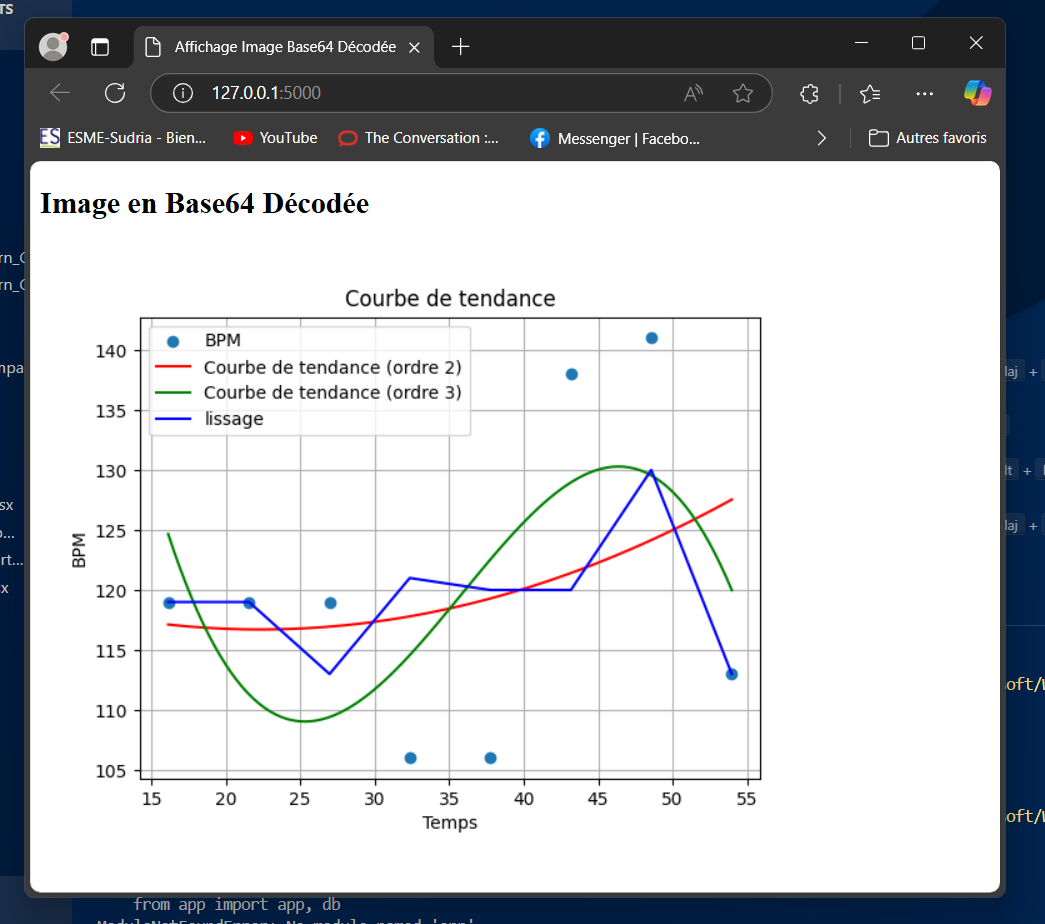 TS
Affichage Image Base64 Décodée
127.0.0.1:5000
ESME-Sudria - Bien...
YouTube
The Conversation :...
Messenger | Facebo...
Autres favoris
Image en Base64 Décodée
Courbe de tendance
BPM
Courbe de tendance (ordre 2)
Courbe de tendance (ordre 3)
lissage
140
135
130
125
120
115
110
105
BPM
15 20 25 30 35 40 45 50 55
Temps
from app import app, db